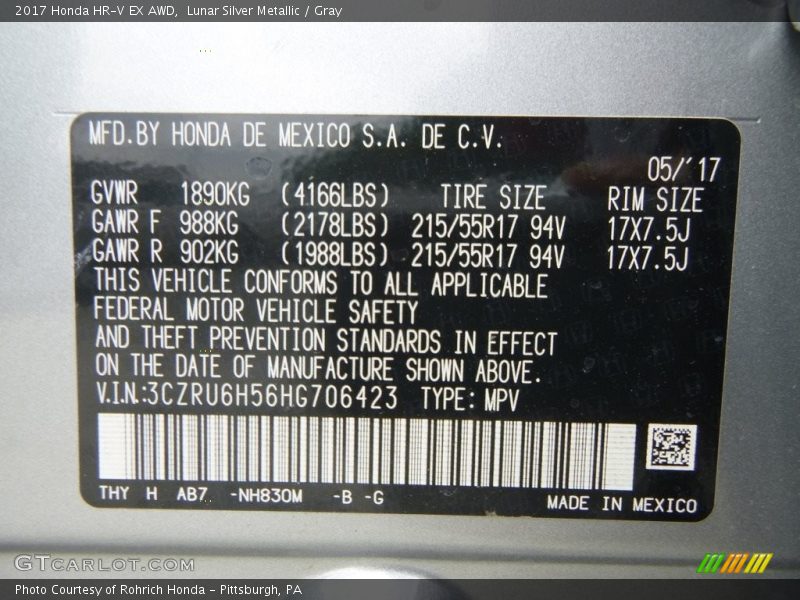 2017 Honda HR-V EX AWD,  Lunar Silver Metallic / Gray
MFD.BY HONDA DE MEXICO S.A. DE C.V.
05/'17
GVWR 1890KG (4166LBS) TIRE SIZE RIM SIZE
GAWR F 988KG (2178LBS) 215/55R17 94V 17X7.5J
GAWR R 902KG (1988LBS) 215/55R17 94V 17X7.5J
THIS VEHICLE CONFORMS TO ALL APPLICABLE
FEDERAL MOTOR VEHICLE SAFETY
AND THEFT PREVENTION STANDARDS IN EFFECT
ON THE DATE OF MANUFACTURE SHOWN ABOVE.
V.I.N.:3CZRU6H56HG706423 TYPE: MPV
THY H AB7 -NH830M -B -G
MADE IN MEXICO
GTcarlot.com
Photo Courtesy of Rohrich Honda - Pittsburgh, PA